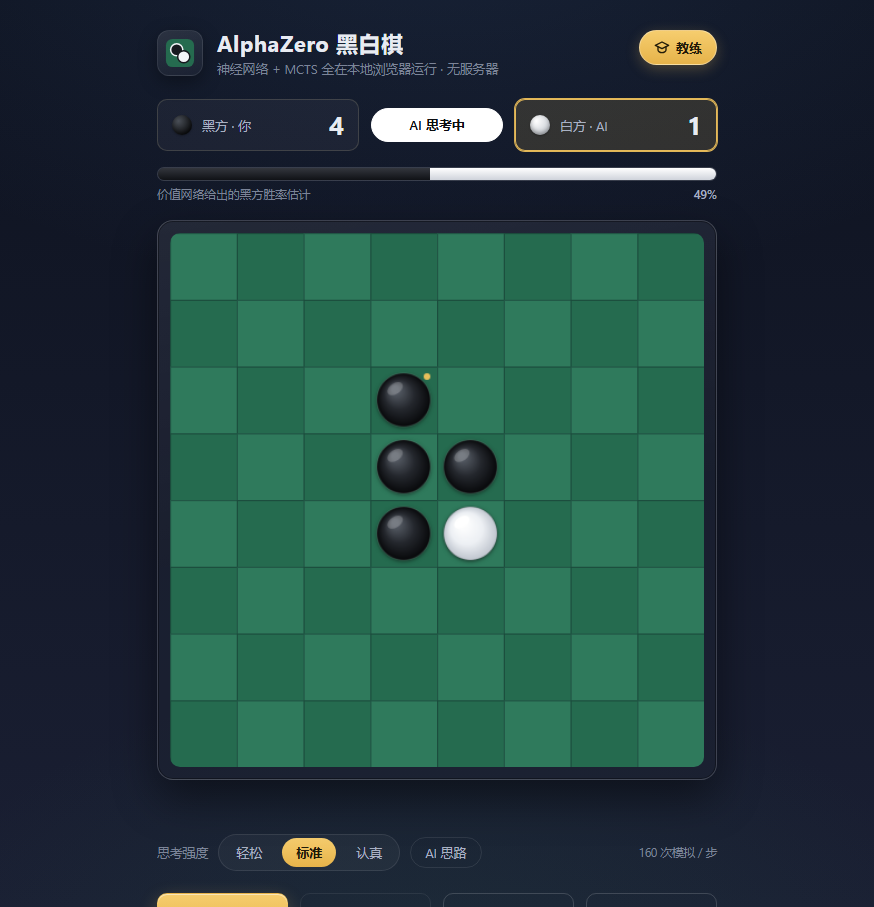 AlphaZero 黑白棋
神经网络 + MCTS 全在本地浏览器运行 · 无服务器
教练
黑方 · 你
4
AI 思考中
白方 · AI
1
价值网络给出的黑方胜率估计
49%
思考强度
轻松
标准
认真
AI 思路
160 次模拟 / 步